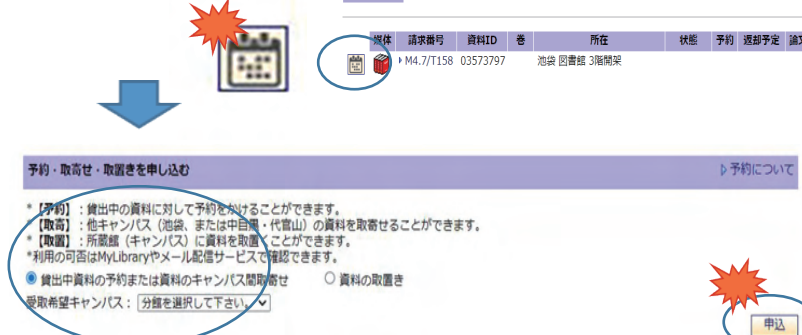 媒体 請求番号 資料ID 巻 所在 状態 予約 返却予定
M4.7/T158 03573797 池袋 図書館 3階開架
予約・取寄せ・取置きを申し込む 予約について
* 【予約】：貸出中の資料に対して予約をかけることができます。
* 【取寄】：他キャンパス（池袋、または中目黒・代官山）の資料を取寄せることができます。
* 【取置】：所蔵館（キャンパス）に資料を取置くことができます。
*利用の可否はMyLibraryやメール配信サービスで確認できます。
貸出中資料の予約または資料のキャンパス間取寄せ 資料の取置き
受取希望キャンパス： 分館を選択して下さい。
申込